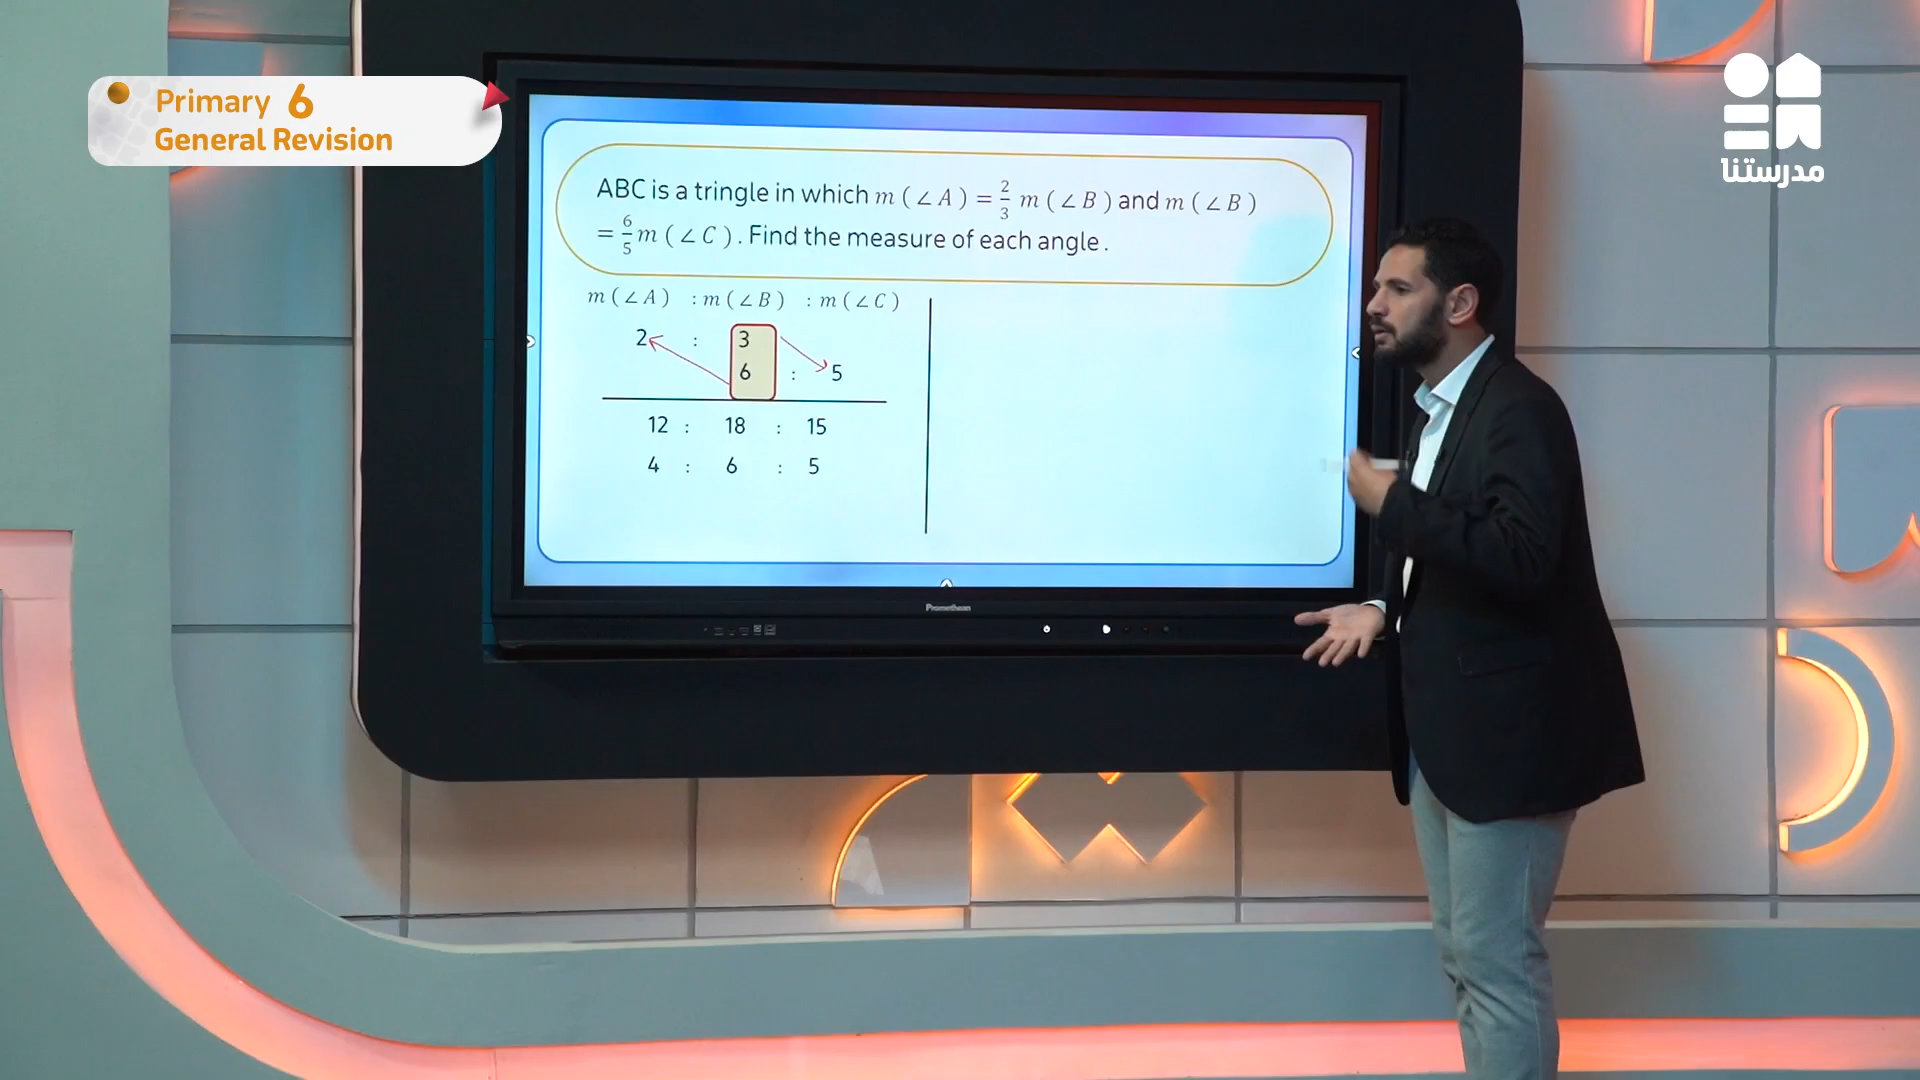 Primary 6
General Revision
مدرستنا
ABC is a tringle in which m ( ∠ A ) = 2/3 m ( ∠ B ) and m ( ∠ B )
= 6/5 m ( ∠ C ) . Find the measure of each angle .
m ( ∠ A ) : m ( ∠ B ) : m ( ∠ C )
2 : 3
6 : 5
12 : 18 : 15
4 : 6 : 5
Promethean